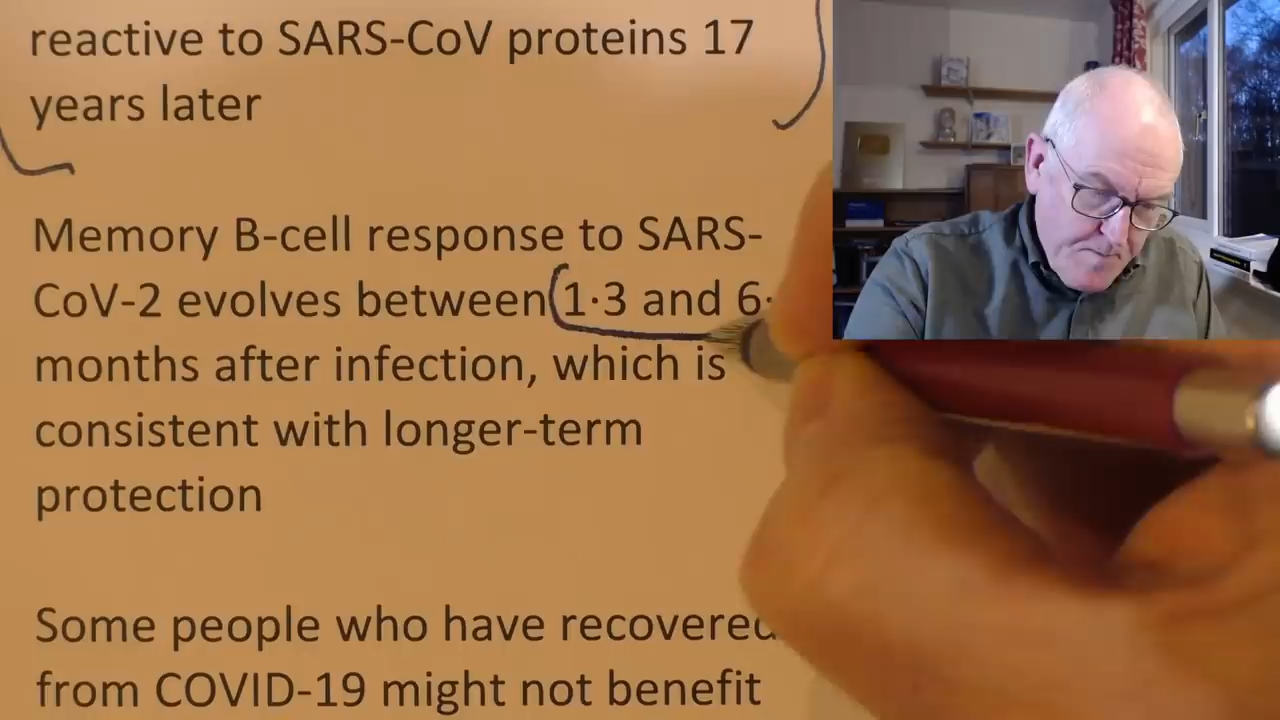 reactive to SARS-CoV proteins 17
years later
Memory B-cell response to SARS-
CoV-2 evolves between 1·3 and 6·
months after infection, which is
consistent with longer-term
protection
Some people who have recovered
from COVID-19 might not benefit